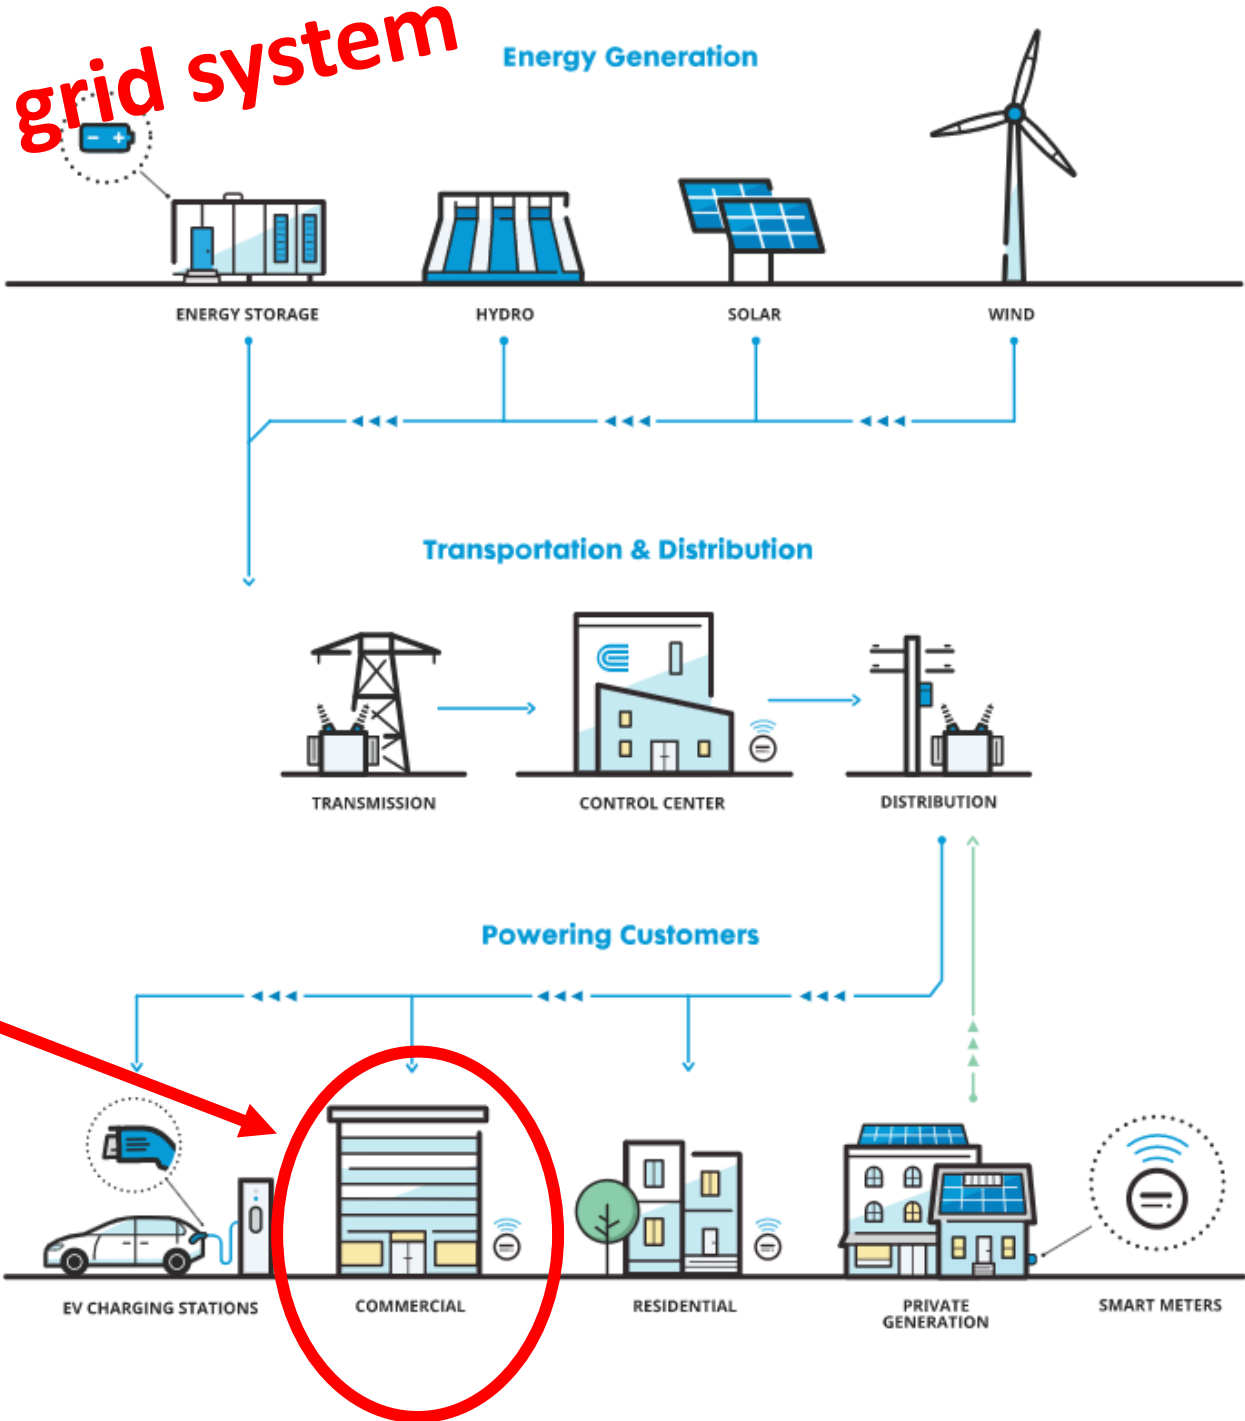 grid system
Energy Generation
ENERGY STORAGE
HYDRO
SOLAR
WIND
Transportation & Distribution
TRANSMISSION
CONTROL CENTER
DISTRIBUTION
Powering Customers
EV CHARGING STATIONS
COMMERCIAL
RESIDENTIAL
PRIVATE
GENERATION
SMART METERS